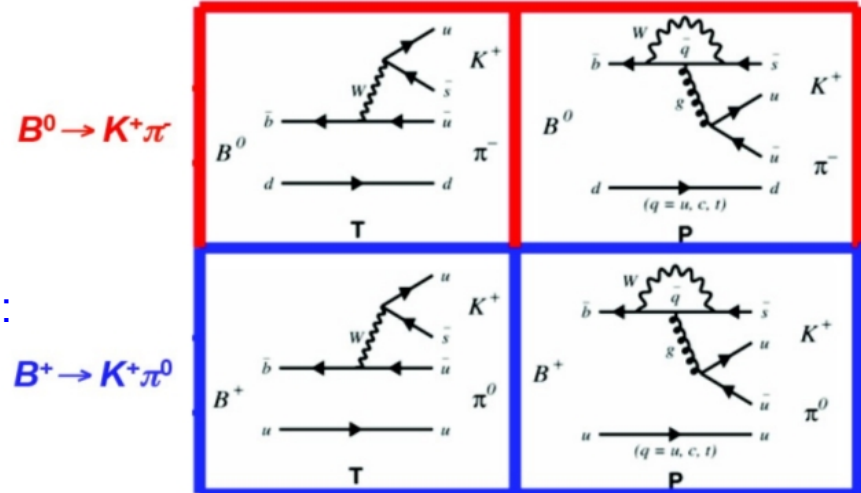 B⁰ → K⁺π⁻
u
K⁺
s̄
W
b̄
ū
B⁰
π⁻
d
d
T
W
q̄
b̄
s̄
u
K⁺
g
B⁰
ū
π⁻
d
d
(q = u, c, t)
P
:
B⁺ → K⁺π⁰
u
K⁺
W
s̄
b̄
ū
B⁺
π⁰
u
u
T
W
q̄
b̄
s̄
u
K⁺
g
B⁺
ū
π⁰
u
u
(q = u, c, t)
P